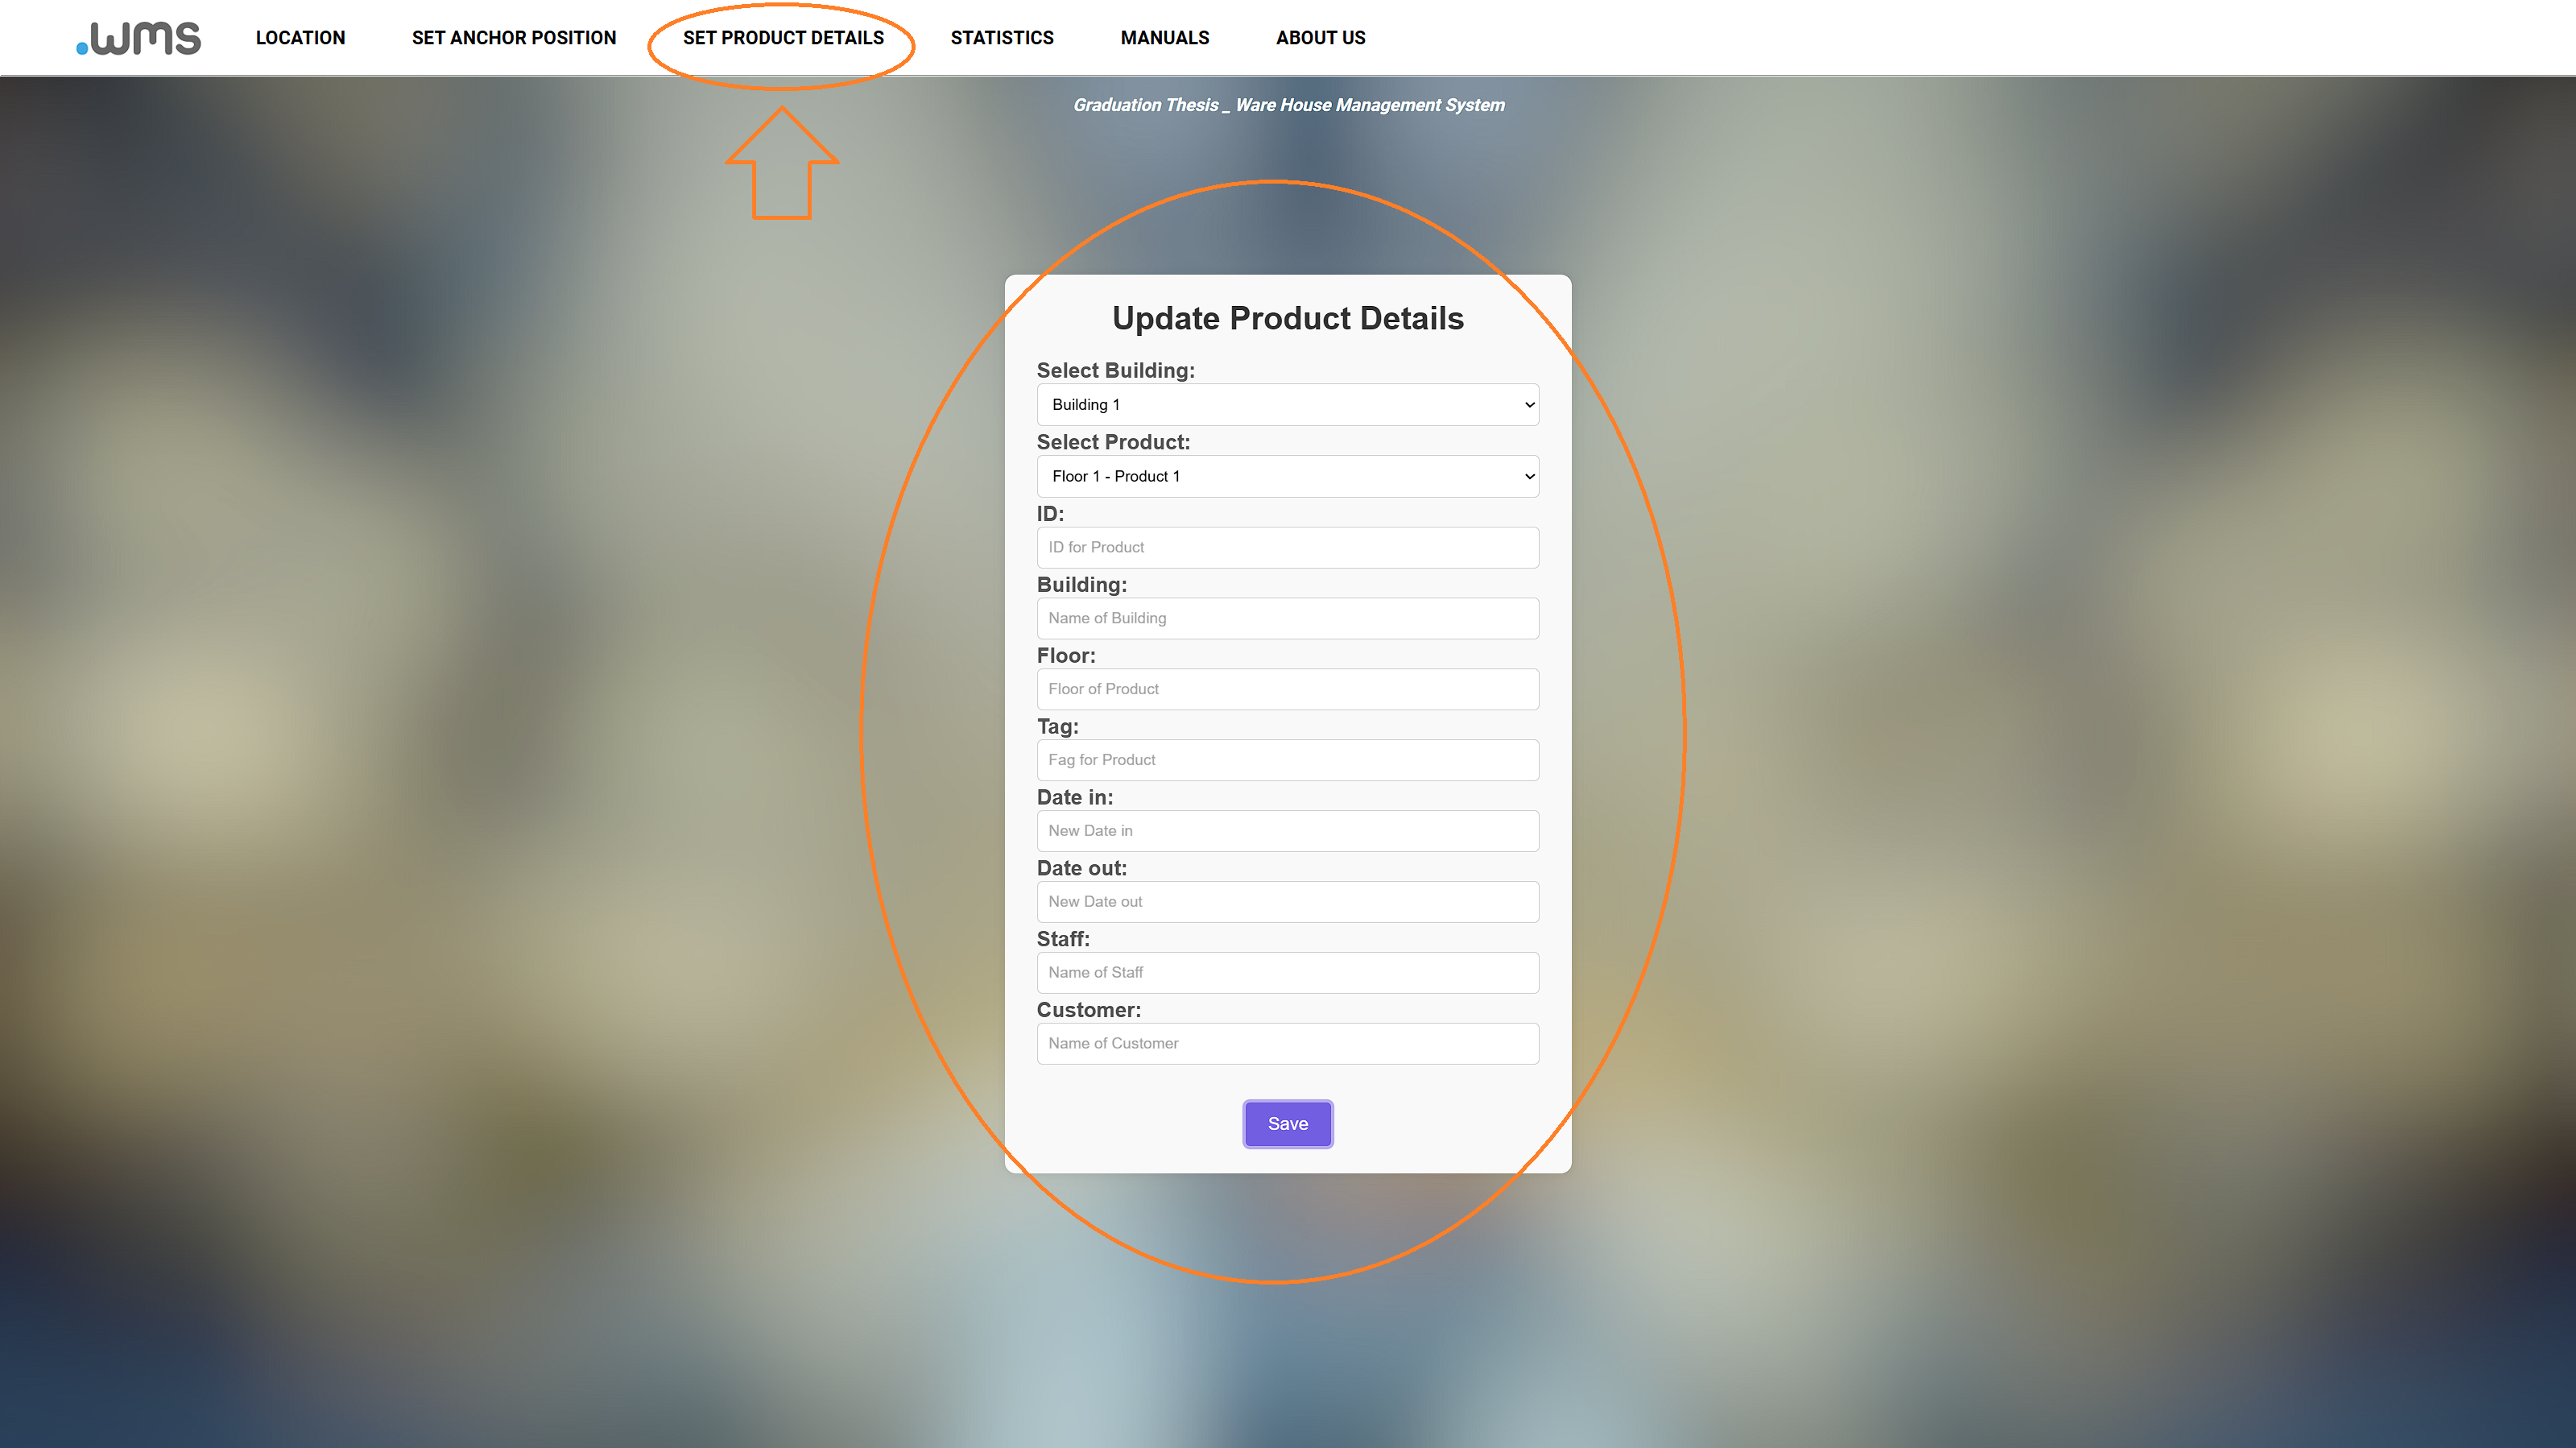 .wms
LOCATION SET ANCHOR POSITION SET PRODUCT DETAILS STATISTICS MANUALS ABOUT US
Graduation Thesis _ Ware House Management System
Update Product Details
Select Building:
Building 1
Select Product:
Floor 1 - Product 1
ID:
ID for Product
Building:
Name of Building
Floor:
Floor of Product
Tag:
Fag for Product
Date in:
New Date in
Date out:
New Date out
Staff:
Name of Staff
Customer:
Name of Customer
Save